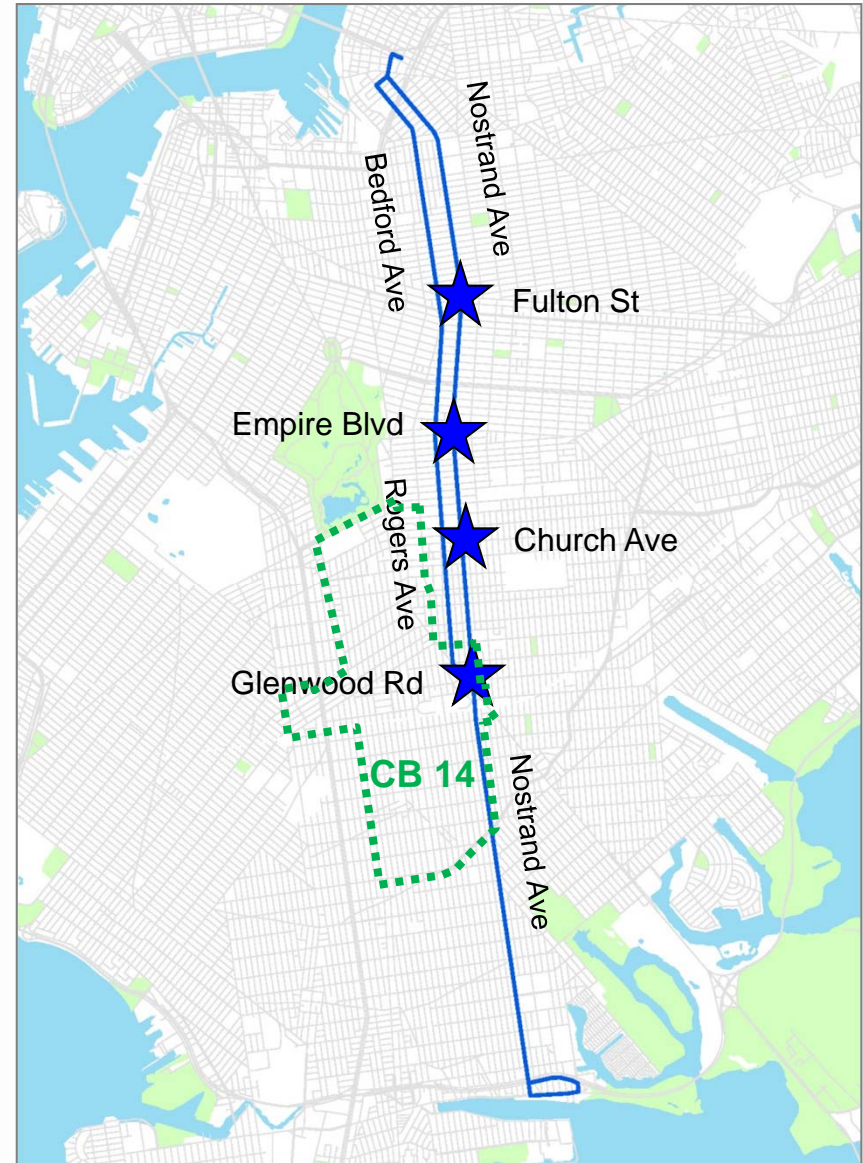 Nostrand Ave
Bedford Ave
Fulton St
Empire Blvd
Rogers Ave
Church Ave
Glenwood Rd
CB 14
Nostrand Ave